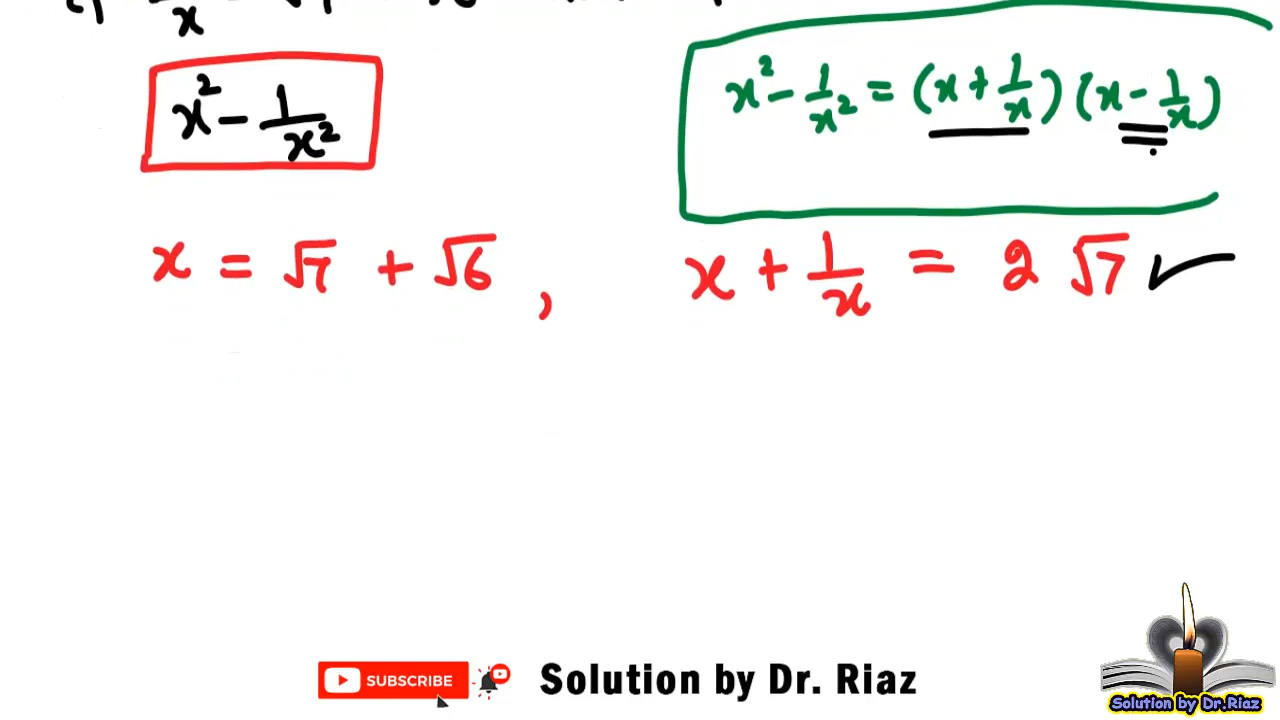 x² - 1/x²
x² - 1/x² = (x + 1/x) (x - 1/x)
x = √7 + √6 , x + 1/x = 2√7 ✓
SUBSCRIBE Solution by Dr. Riaz
Solution by Dr.Riaz